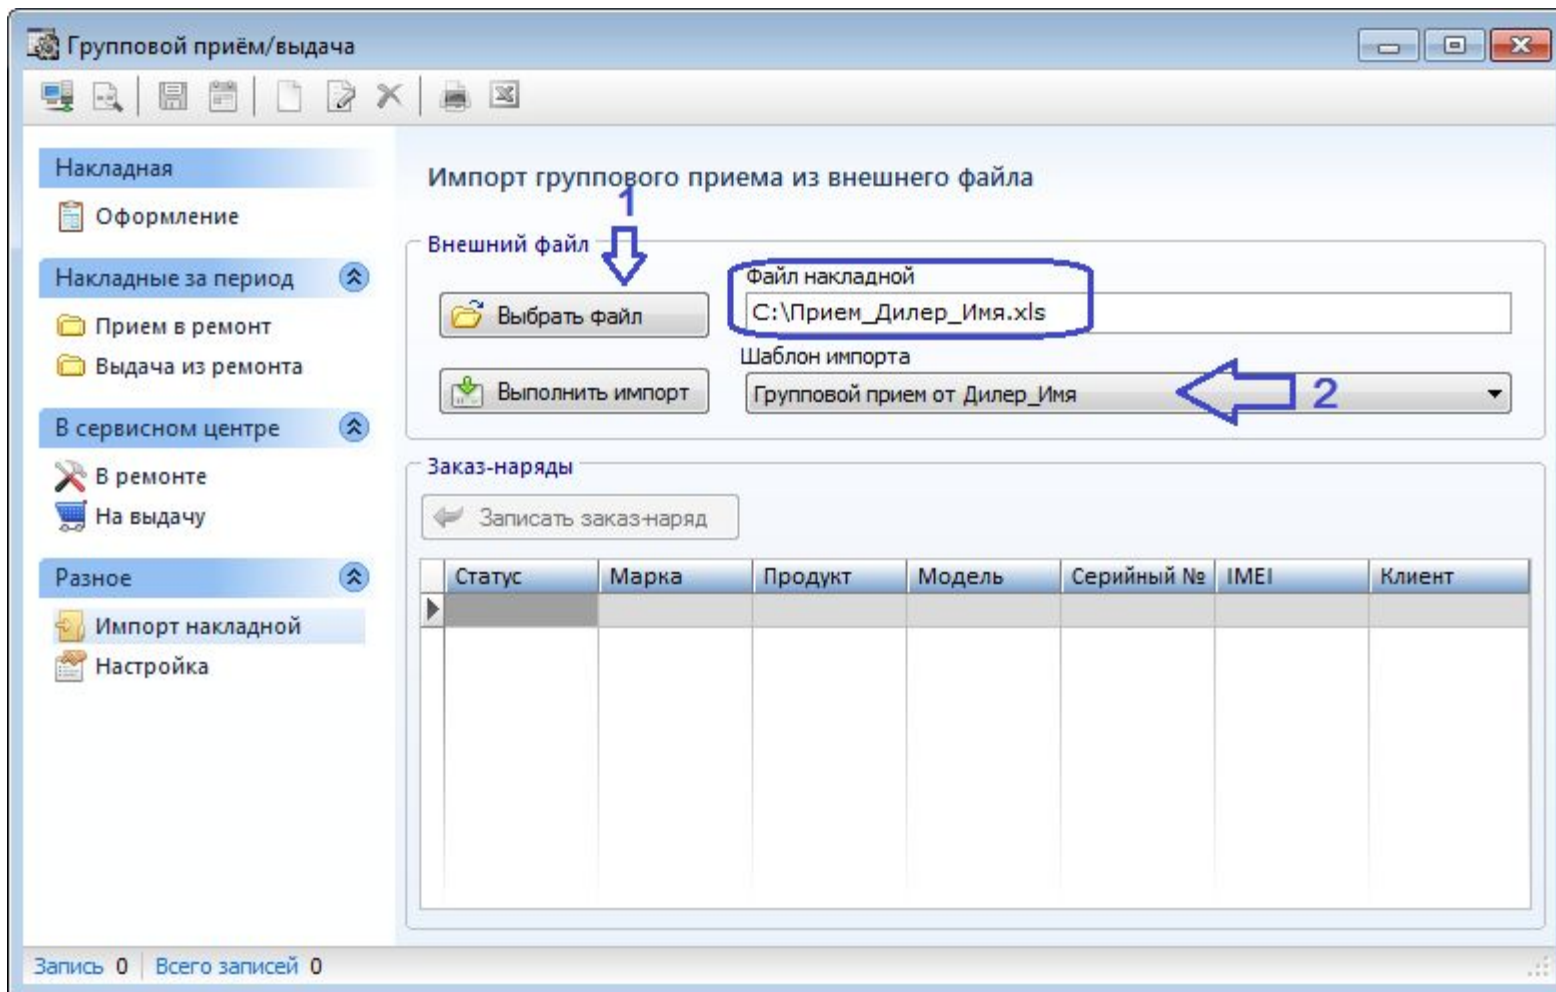 Групповой приём/выдача
Накладная
Оформление
Накладные за период
Прием в ремонт
Выдача из ремонта
В сервисном центре
В ремонте
На выдачу
Разное
Импорт накладной
Настройка
Импорт группового приема из внешнего файла
1
Внешний файл
Выбрать файл
Файл накладной
C:\Прием_Дилер_Имя.xls
Выполнить импорт
Шаблон импорта
Групповой прием от Дилер_Имя
2
Заказ-наряды
Записать заказ-наряд
Статус Марка Продукт Модель Серийный № IMEI Клиент
Запись 0 Всего записей 0